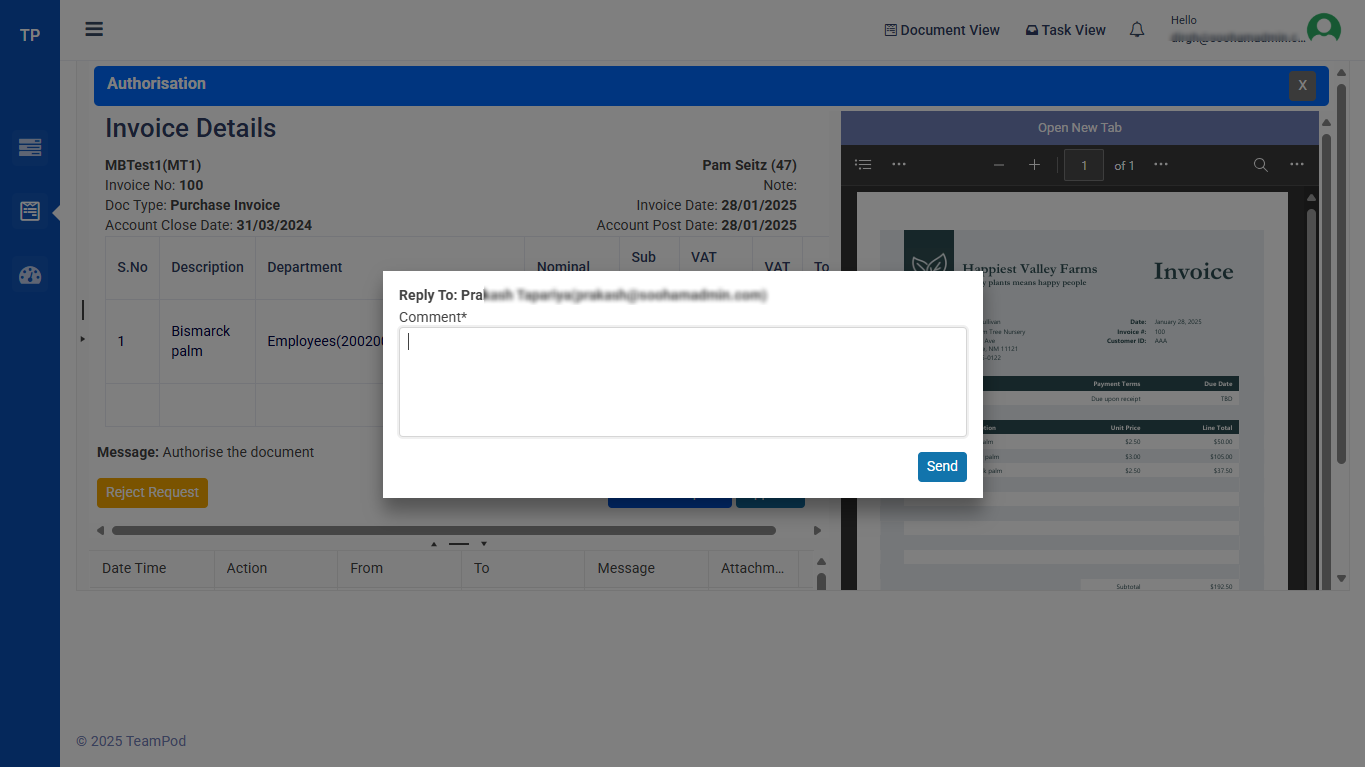 TP
Document View
Task View
Hello
Authorisation
X
Invoice Details
MBTest1(MT1)
Invoice No: 100
Doc Type: Purchase Invoice
Account Close Date: 31/03/2024
Pam Seitz (47)
Note:
Invoice Date: 28/01/2025
Account Post Date: 28/01/2025
S.No Description Department Nominal Sub VAT VAT To
1 Bismarck palm Employees(20020
Message: Authorise the document
Reject Request
Reply To: Pra
Comment*
Send
Date Time Action From To Message Attachm...
Open New Tab
1 of 1
Happiest Valley Farms
plants means happy people
Invoice
Date: January 28, 2025
Invoice #: 100
Customer ID: AAA
Ave
, NM 11121
-0122
Payment Terms Due Date
Due upon receipt TBD
Unit Price Line Total
$2.50 $50.00
palm $3.00 $105.00
palm $2.50 $37.50
Subtotal $192.50
© 2025 TeamPod